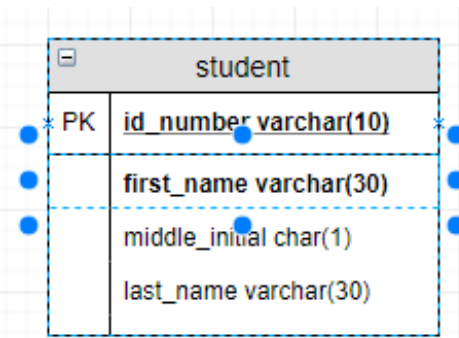 student
PK id_number varchar(10)
first_name varchar(30)
middle_initial char(1)
last_name varchar(30)